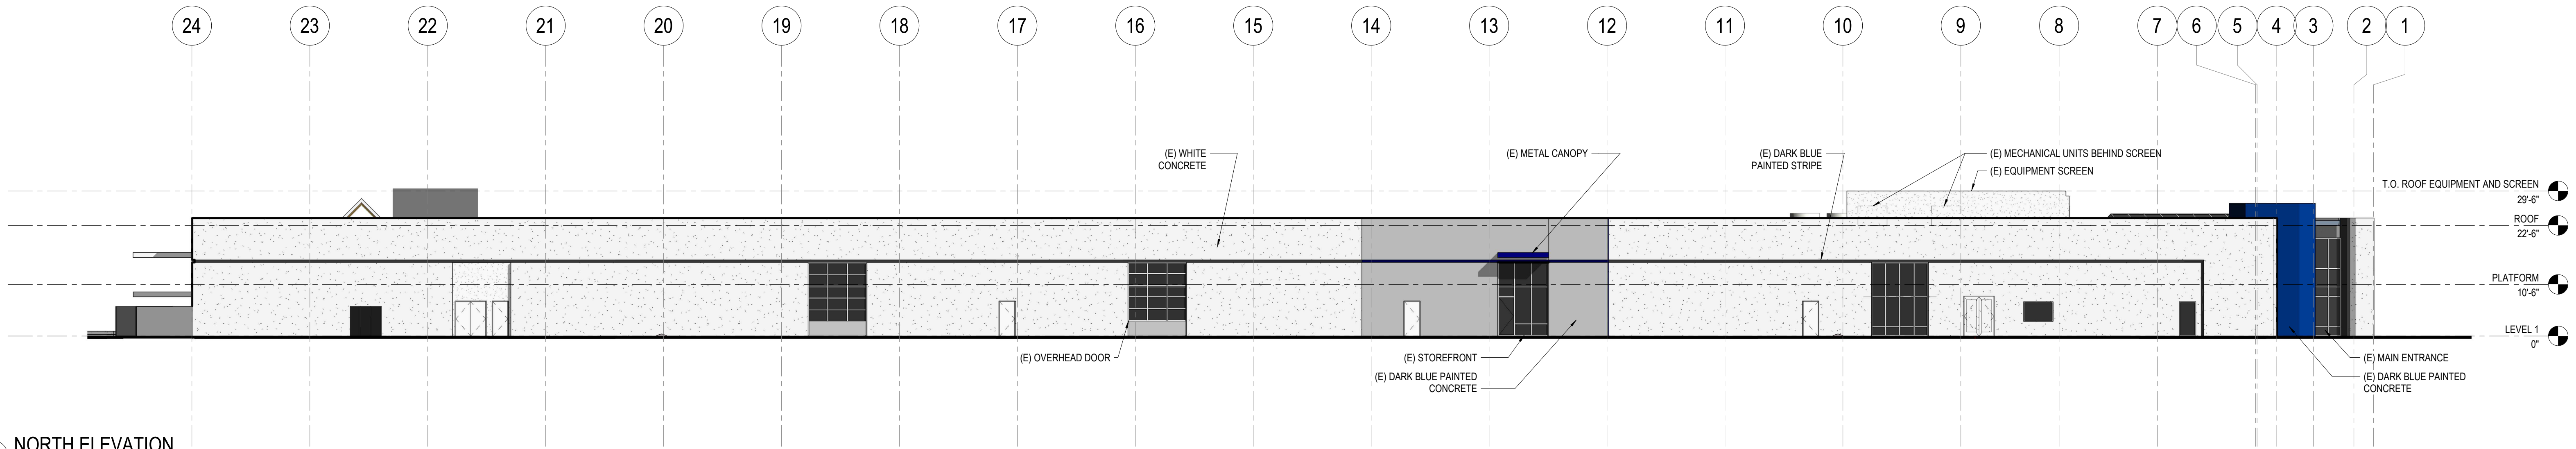 24 23 22 21 20 19 18 17 16 15 14 13 12 11 10 9 8 7 6 5 4 3 2 1
(E) WHITE
CONCRETE
(E) METAL CANOPY
(E) DARK BLUE
PAINTED STRIPE
(E) MECHANICAL UNITS BEHIND SCREEN
(E) EQUIPMENT SCREEN
T.O. ROOF EQUIPMENT AND SCREEN
29'-6"
ROOF
22'-6"
PLATFORM
10'-6"
LEVEL 1
0"
(E) OVERHEAD DOOR
(E) STOREFRONT
(E) DARK BLUE PAINTED
CONCRETE
(E) MAIN ENTRANCE
(E) DARK BLUE PAINTED
CONCRETE
NORTH ELEVATION